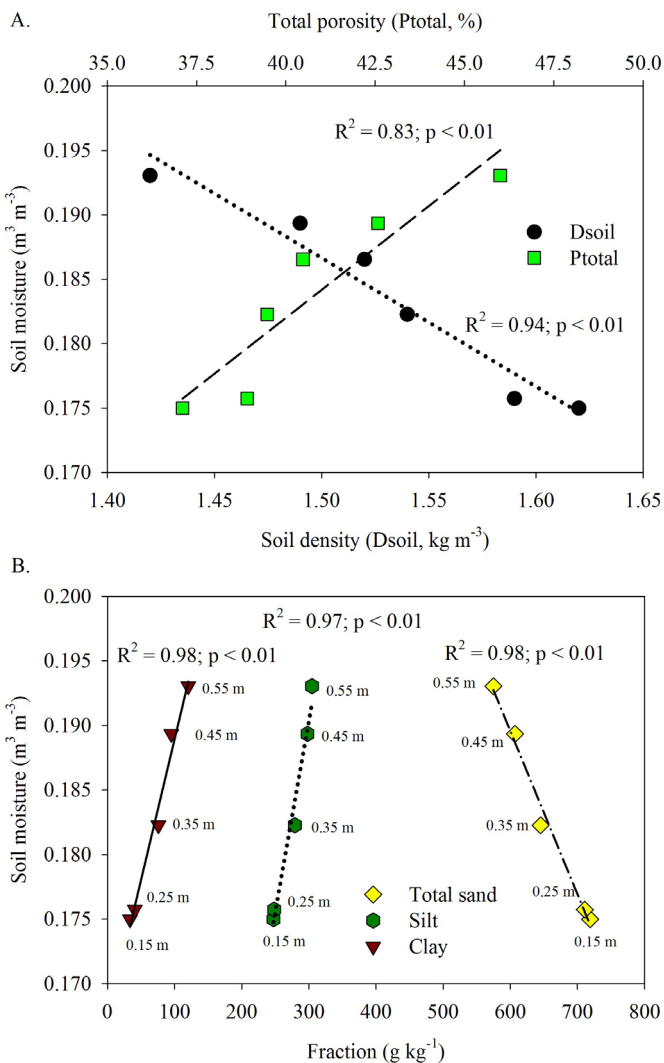 A.
Total porosity (Ptotal, %)
35.0 37.5 40.0 42.5 45.0 47.5 50.0
0.200
0.195
0.190
0.185
0.180
0.175
0.170
Soil moisture (m³ m⁻³)
R² = 0.83; p < 0.01
Dsoil
Ptotal
R² = 0.94; p < 0.01
1.40 1.45 1.50 1.55 1.60 1.65
Soil density (Dsoil, kg m⁻³)
B.
0.200
0.195
0.190
0.185
0.180
0.175
0.170
Soil moisture (m³ m⁻³)
R² = 0.97; p < 0.01
R² = 0.98; p < 0.01
R² = 0.98; p < 0.01
0.55 m 0.55 m 0.55 m
0.45 m 0.45 m 0.45 m
0.35 m 0.35 m 0.35 m
0.25 m 0.25 m 0.25 m
0.15 m 0.15 m 0.15 m
Total sand
Silt
Clay
0 100 200 300 400 500 600 700 800
Fraction (g kg⁻¹)